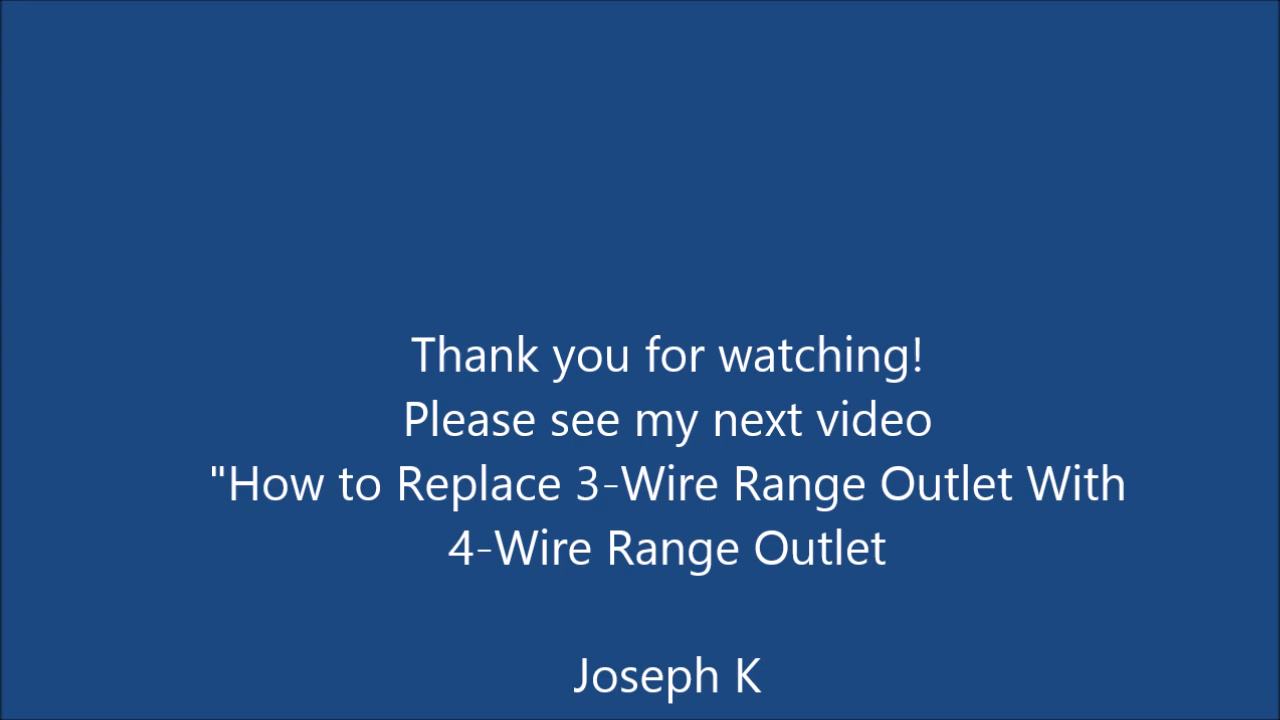 Thank you for watching!
Please see my next video
"How to Replace 3-Wire Range Outlet With
4-Wire Range Outlet
Joseph K